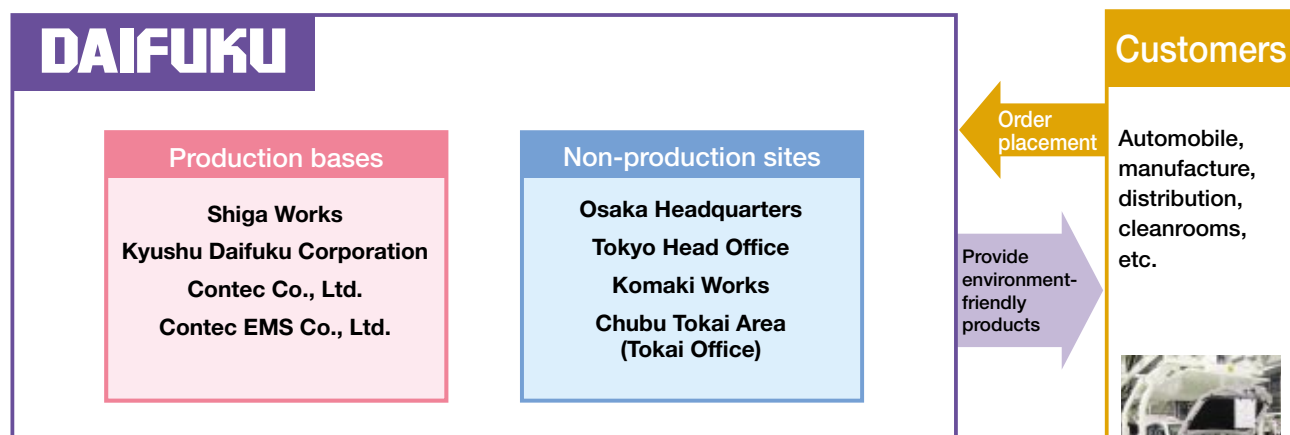 DAIFUKU
Production bases
Shiga Works
Kyushu Daifuku Corporation
Contec Co., Ltd.
Contec EMS Co., Ltd.
Non-production sites
Osaka Headquarters
Tokyo Head Office
Komaki Works
Chubu Tokai Area
(Tokai Office)
Order
placement
Provide
environment-
friendly
products
Customers
Automobile,
manufacture,
distribution,
cleanrooms,
etc.